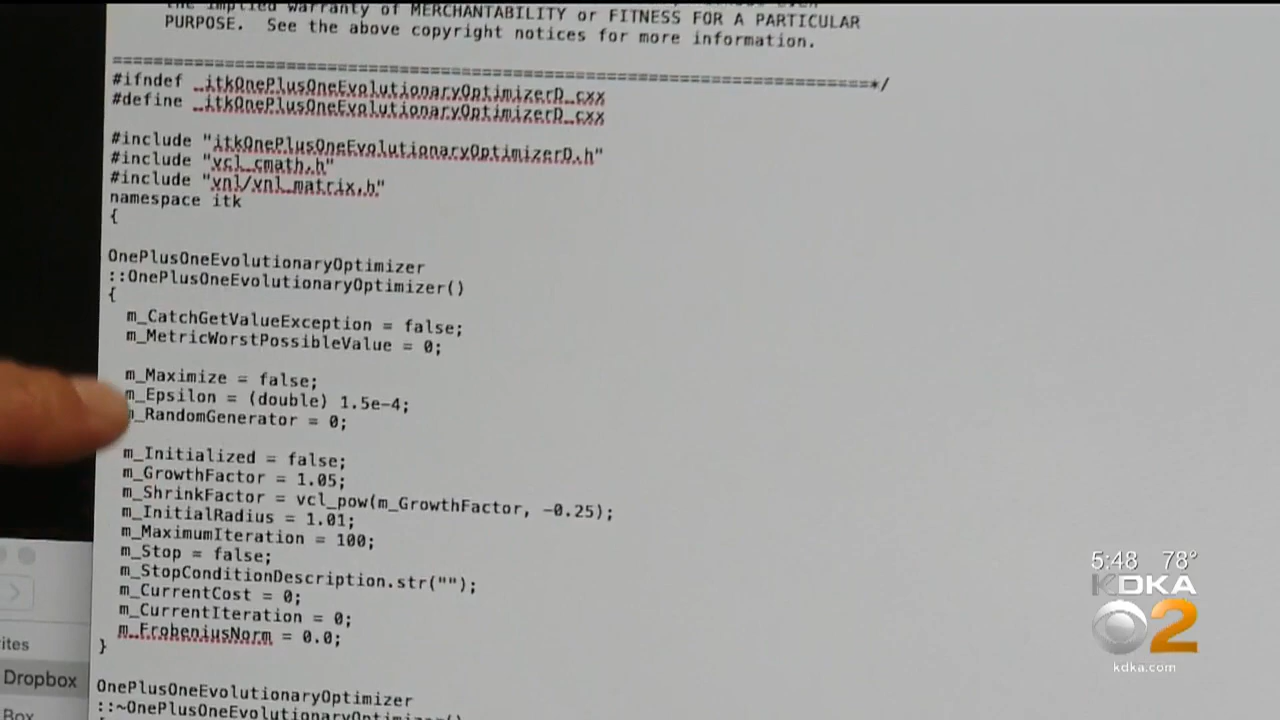 the implied warranty of MERCHANTABILITY or FITNESS FOR A PARTICULAR
PURPOSE.  See the above copyright notices for more information.
=========================================================================*/
#ifndef _itkOnePlusOneEvolutionaryOptimizerD_cxx
#define _itkOnePlusOneEvolutionaryOptimizerD_cxx
#include "itkOnePlusOneEvolutionaryOptimizerD.h"
#include "vcl_cmath.h"
#include "vnl/vnl_matrix.h"
namespace itk
{
OnePlusOneEvolutionaryOptimizer
::OnePlusOneEvolutionaryOptimizer()
{
m_CatchGetValueException = false;
m_MetricWorstPossibleValue = 0;
m_Maximize = false;
m_Epsilon = (double) 1.5e-4;
m_RandomGenerator = 0;
m_Initialized = false;
m_GrowthFactor = 1.05;
m_ShrinkFactor = vcl_pow(m_GrowthFactor, -0.25);
m_InitialRadius = 1.01;
m_MaximumIteration = 100;
m_Stop = false;
m_StopConditionDescription.str("");
m_CurrentCost = 0;
m_CurrentIteration = 0;
m_FrobeniusNorm = 0.0;
}
OnePlusOneEvolutionaryOptimizer
::~OnePlusOneEvolutionaryOptimizer()
ites
Dropbox
Box
5:48 78°
KDKA
2
kdka.com